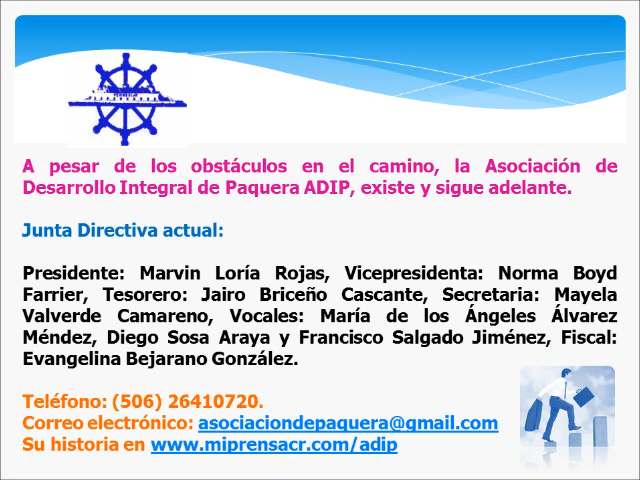 A pesar de los obstáculos en el camino, la Asociación de
Desarrollo Integral de Paquera ADIP, existe y sigue adelante.
Junta Directiva actual:
Presidente: Marvin Loría Rojas, Vicepresidenta: Norma Boyd
Farrier, Tesorero: Jairo Briceño Cascante, Secretaria: Mayela
Valverde Camareno, Vocales: María de los Ángeles Álvarez
Méndez, Diego Sosa Araya y Francisco Salgado Jiménez, Fiscal:
Evangelina Bejarano González.
Teléfono: (506) 26410720.
Correo electrónico: asociaciondepaquera@gmail.com
Su historia en www.miprensacr.com/adip